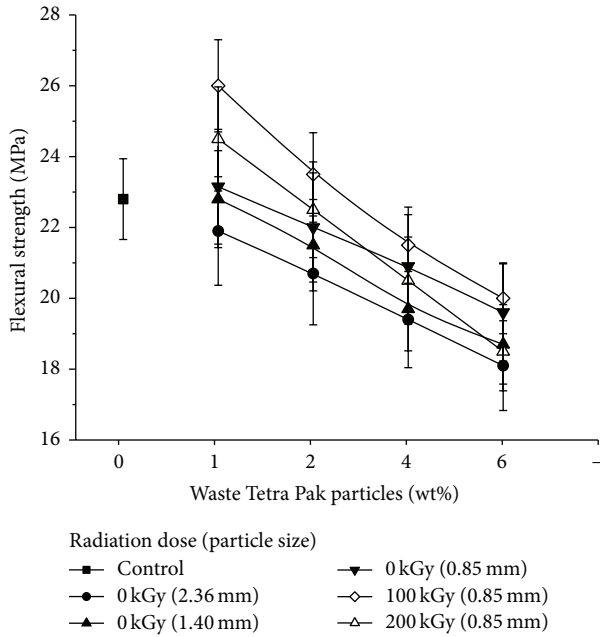 28
26
24
22
20
18
16
Flexural strength (MPa)
0
1
2
4
6
–
Waste Tetra Pak particles (wt%)
Radiation dose (particle size)
Control
0 kGy (2.36 mm)
0 kGy (1.40 mm)
0 kGy (0.85 mm)
100 kGy (0.85 mm)
200 kGy (0.85 mm)